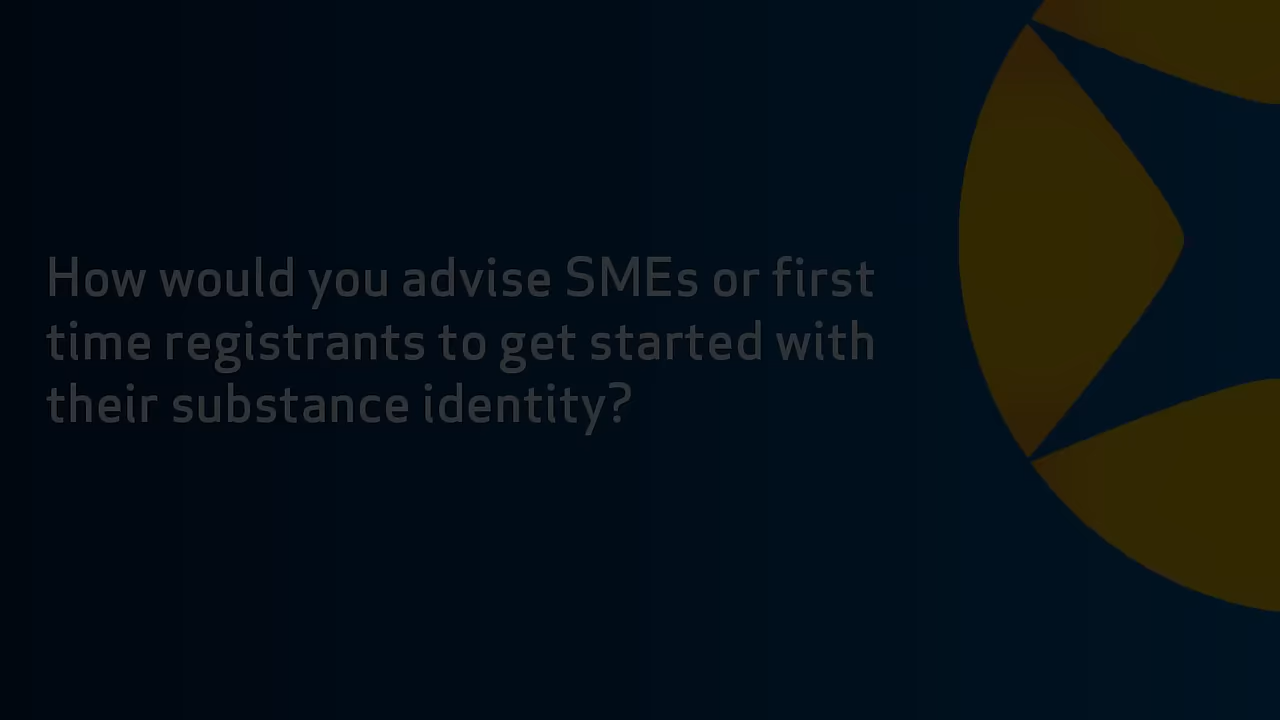 How would you advise SMEs or first
time registrants to get started with
their substance identity?